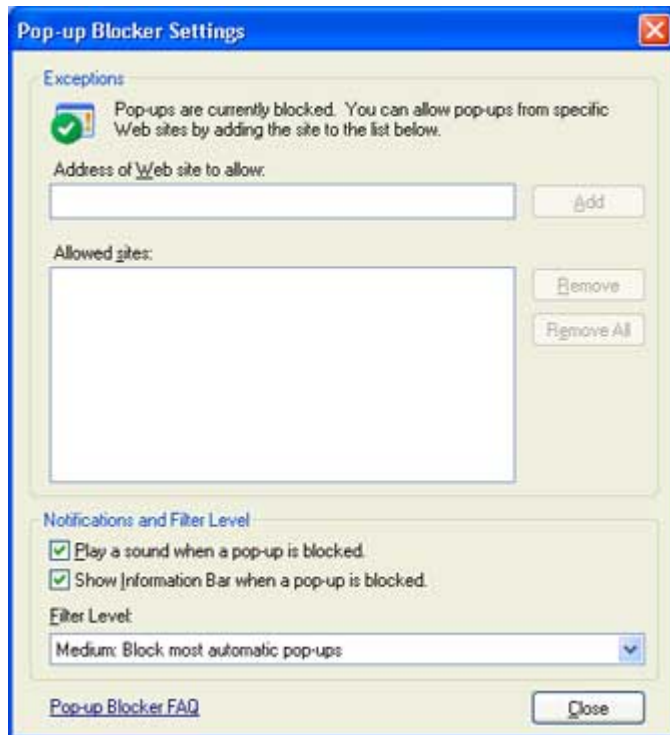 Pop-up Blocker Settings
Exceptions
Pop-ups are currently blocked. You can allow pop-ups from specific
Web sites by adding the site to the list below.
Address of Web site to allow:
Add
Allowed sites:
Remove
Remove All
Notifications and Filter Level
Play a sound when a pop-up is blocked.
Show Information Bar when a pop-up is blocked.
Filter Level:
Medium: Block most automatic pop-ups
Pop-up Blocker FAQ
Close